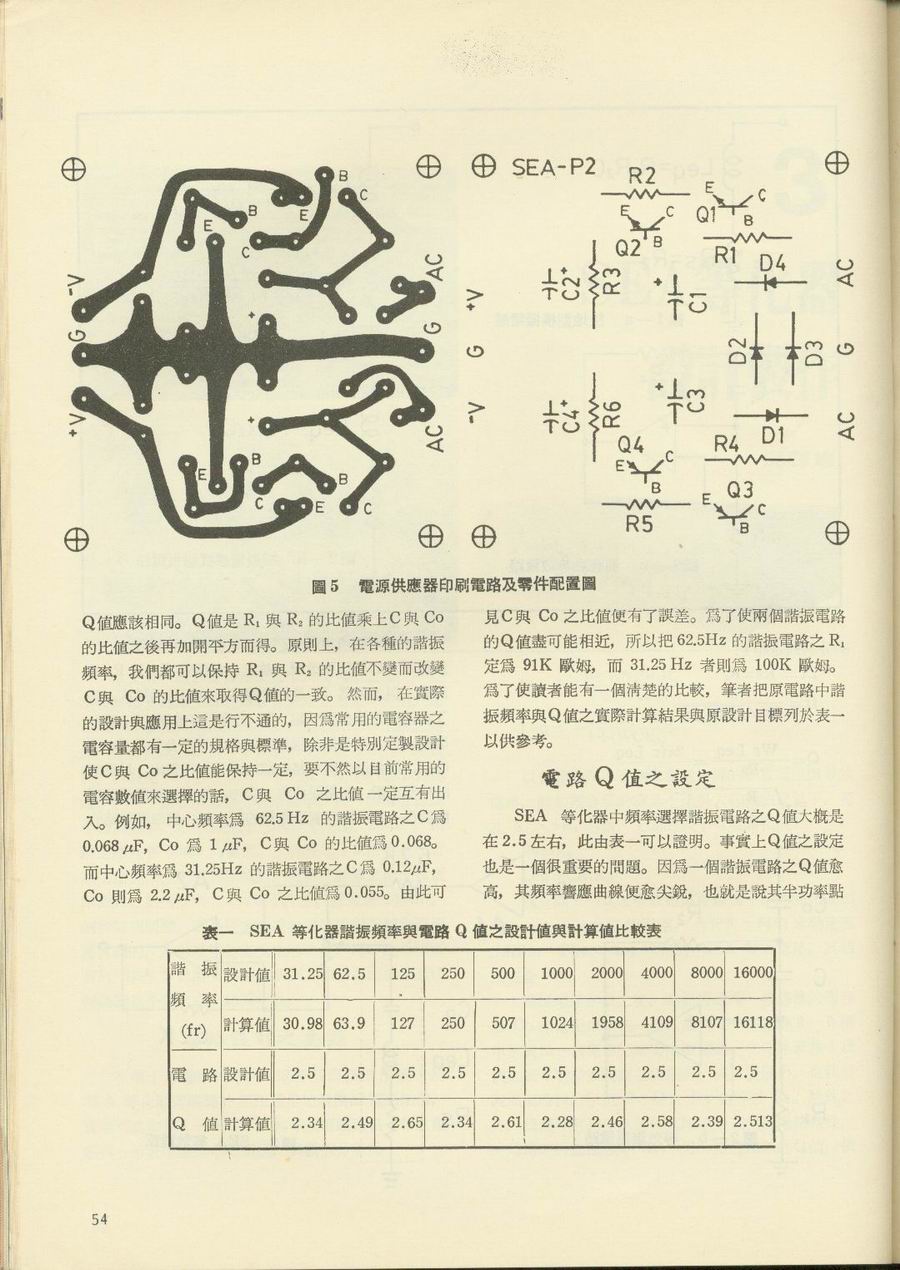 SEA-P2
B
C
E
B
E
C
-V
G
+V
AC
G
AC
+
+
E
B
C
B
E
C
R2
E
C
Q1
B
E
C
Q2
B
R1
D4
AC
C2
+
R3
+
C1
+V
G
D2
D3
G
-V
C4
+
R6
+
C3
D1
AC
Q4
E
C
B
R4
R5
Q3
E
C
B
圖5 電源供應器印刷電路及零件配置圖
Q值應該相同。Q值是 R₁ 與 R₂ 的比值乘上C與 Co
的比值之後再加開平方而得。原則上，在各種的諧振
頻率，我們都可以保持 R₁ 與 R₂ 的比值不變而改變
C與 Co 的比值來取得Q值的一致。然而，在實際
的設計與應用上這是行不通的，因爲常用的電容器之
電容量都有一定的規格與標準，除非是特別定製設計
使C與 Co 之比值能保持一定，要不然以目前常用的
電容數值來選擇的話，C與 Co 之比值一定互有出
入。例如，中心頻率爲 62.5 Hz 的諧振電路之C爲
0.068 μF，Co 爲 1 μF，C與 Co 的比值爲0.068。
而中心頻率爲 31.25Hz 的諧振電路之C爲 0.12μF，
Co 則爲 2.2 μF，C與 Co 之比值爲0.055。由此可
見C與 Co 之比值便有了誤差。爲了使兩個諧振電路
的Q值盡可能相近，所以把 62.5Hz 的諧振電路之 R₁
定爲 91K 歐姆，而 31.25 Hz 者則爲 100K 歐姆。
爲了使讀者能有一個清楚的比較，筆者把原電路中諧
振頻率與Q值之實際計算結果與原設計目標列於表一
以供參考。
電路 Q 值之設定
SEA 等化器中頻率選擇諧振電路之Q值大概是
在2.5左右，此由表一可以證明。事實上Q值之設定
也是一個很重要的問題。因爲一個諧振電路之Q值愈
高，其頻率響應曲線便愈尖銳，也就是說其半功率點
表一 SEA 等化器諧振頻率與電路 Q 值之設計值與計算值比較表
諧振 設計值 31.25 62.5 125 250 500 1000 2000 4000 8000 16000
頻率
(fr) 計算值 30.98 63.9 127 250 507 1024 1958 4109 8107 16118
電路 設計值 2.5 2.5 2.5 2.5 2.5 2.5 2.5 2.5 2.5 2.5
Q 值 計算值 2.34 2.49 2.65 2.34 2.61 2.28 2.46 2.58 2.39 2.513
54